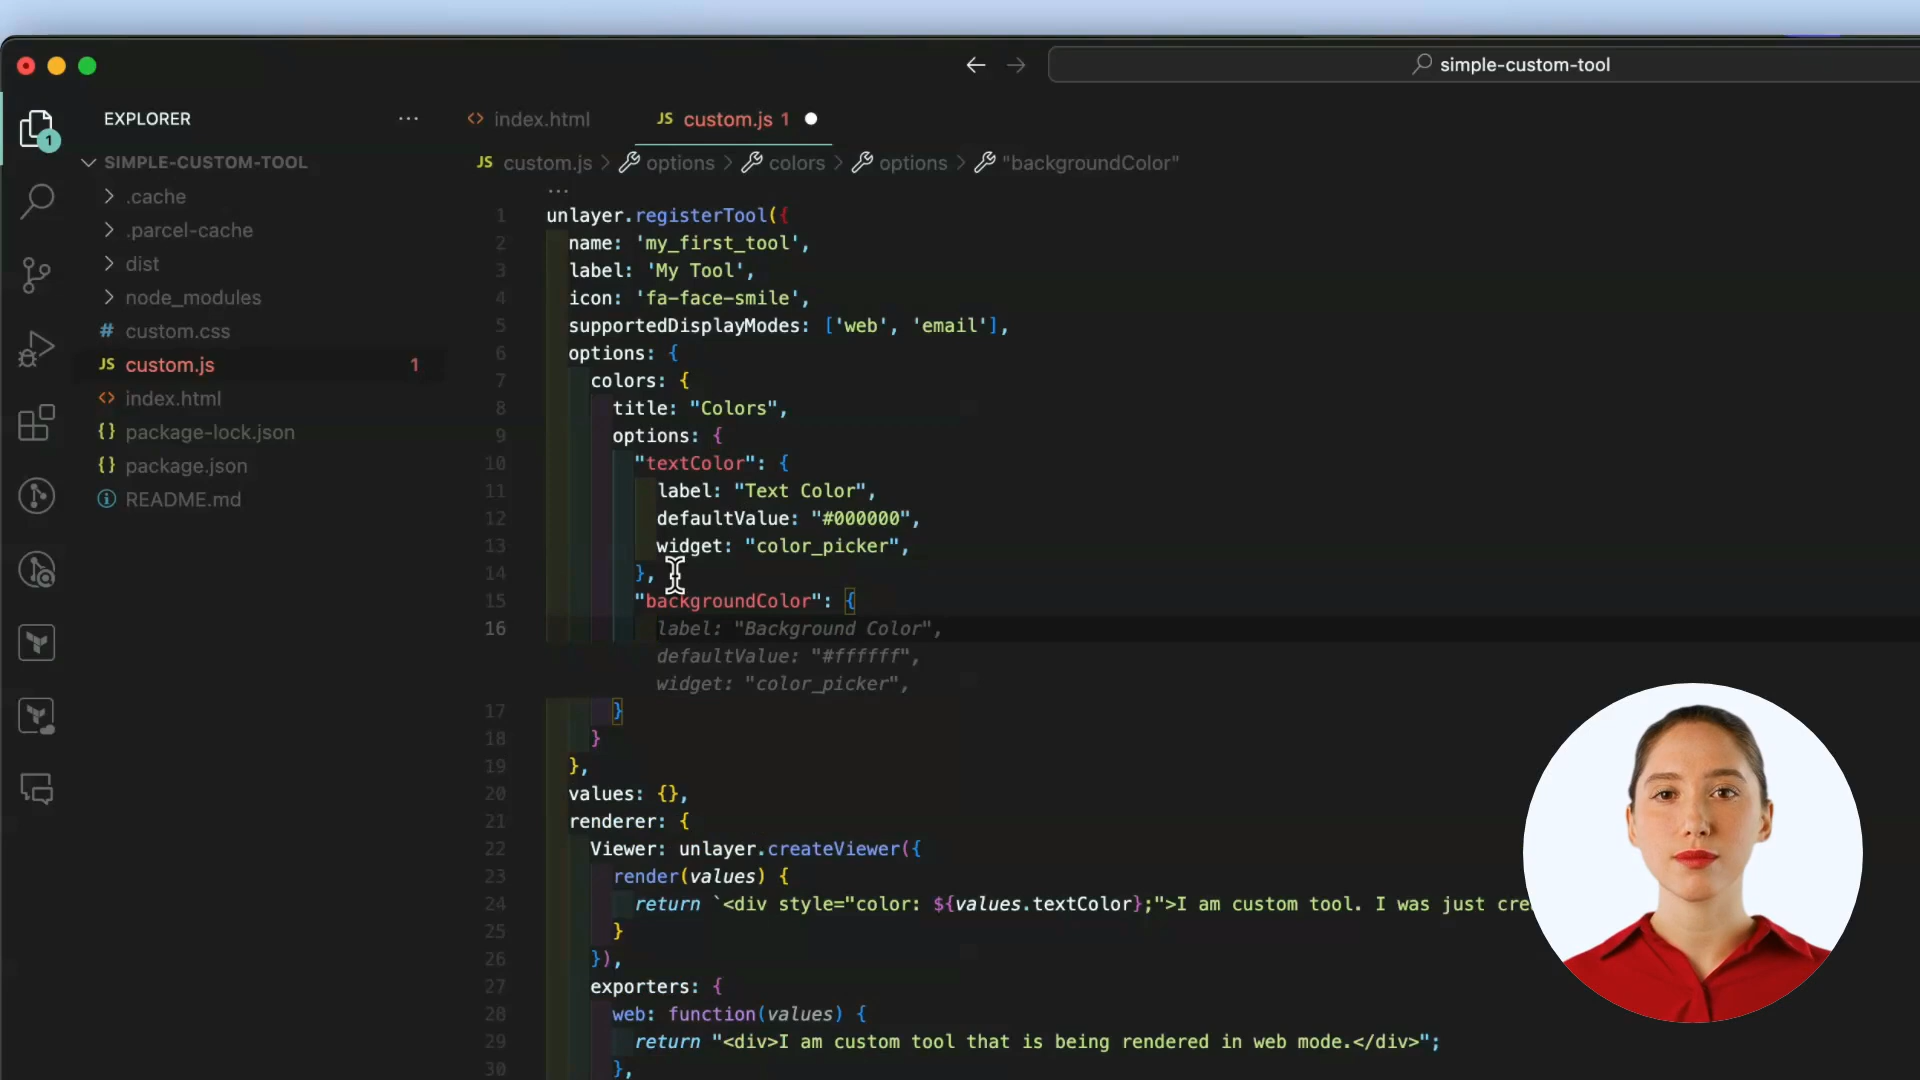 simple-custom-tool
EXPLORER
index.html
JS custom.js 1
1
SIMPLE-CUSTOM-TOOL
JS custom.js > options > colors > options > "backgroundColor"
...
.cache
.parcel-cache
dist
node_modules
# custom.css
JS custom.js 1
<> index.html
{} package-lock.json
{} package.json
README.md
1 unlayer.registerTool({
2 name: 'my_first_tool',
3 label: 'My Tool',
4 icon: 'fa-face-smile',
5 supportedDisplayModes: ['web', 'email'],
6 options: {
7 colors: {
8 title: "Colors",
9 options: {
10 "textColor": {
11 label: "Text Color",
12 defaultValue: "#000000",
13 widget: "color_picker",
14 },
15 "backgroundColor": {
16 label: "Background Color",
defaultValue: "#ffffff",
widget: "color_picker",
17 }
18 }
19 },
20 values: {},
21 renderer: {
22 Viewer: unlayer.createViewer({
23 render(values) {
24 return `<div style="color: ${values.textColor};">I am custom tool. I was just cre
25 }
26 }),
27 exporters: {
28 web: function(values) {
29 return "<div>I am custom tool that is being rendered in web mode.</div>";
30 },